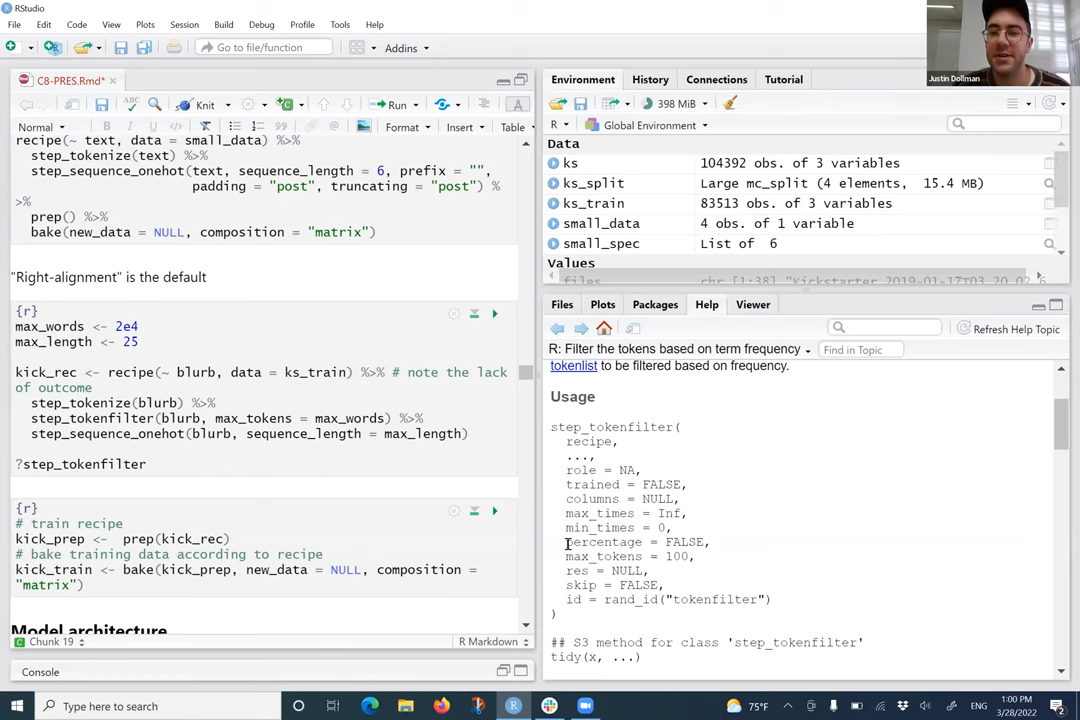 RStudio
File Edit Code View Plots Session Build Debug Profile Tools Help
Go to file/function Addins
Justin Dollman
C8-PRES.Rmd*
Knit Run
Normal B I U Format Insert Table
recipe(~ text, data = small_data) %>%
step_tokenize(text) %>%
step_sequence_onehot(text, sequence_length = 6, prefix = "",
padding = "post", truncating = "post") %
>%
prep() %>%
bake(new_data = NULL, composition = "matrix")
"Right-alignment" is the default
{r}
max_words <- 2e4
max_length <- 25
kick_rec <- recipe(~ blurb, data = ks_train) %>% # note the lack
of outcome
step_tokenize(blurb) %>%
step_tokenfilter(blurb, max_tokens = max_words) %>%
step_sequence_onehot(blurb, sequence_length = max_length)
?step_tokenfilter
{r}
# train recipe
kick_prep <- prep(kick_rec)
# bake training data according to recipe
kick_train <- bake(kick_prep, new_data = NULL, composition =
"matrix")
Model architecture
Chunk 19 R Markdown
Console
Environment History Connections Tutorial
398 MiB
R Global Environment
Data
ks 104392 obs. of 3 variables
ks_split Large mc_split (4 elements, 15.4 MB)
ks_train 83513 obs. of 3 variables
small_data 4 obs. of 1 variable
small_spec List of 6
Values
files chr [1:38] "Kickstarter 2019-01-17T03 20 02 6
Files Plots Packages Help Viewer
Refresh Help Topic
R: Filter the tokens based on term frequency Find in Topic
tokenlist to be filtered based on frequency.
Usage
step_tokenfilter(
recipe,
...,
role = NA,
trained = FALSE,
columns = NULL,
max_times = Inf,
min_times = 0,
percentage = FALSE,
max_tokens = 100,
res = NULL,
skip = FALSE,
id = rand_id("tokenfilter")
)
## S3 method for class 'step_tokenfilter'
tidy(x, ...)
Type here to search
75°F ENG 1:00 PM
3/28/2022
2